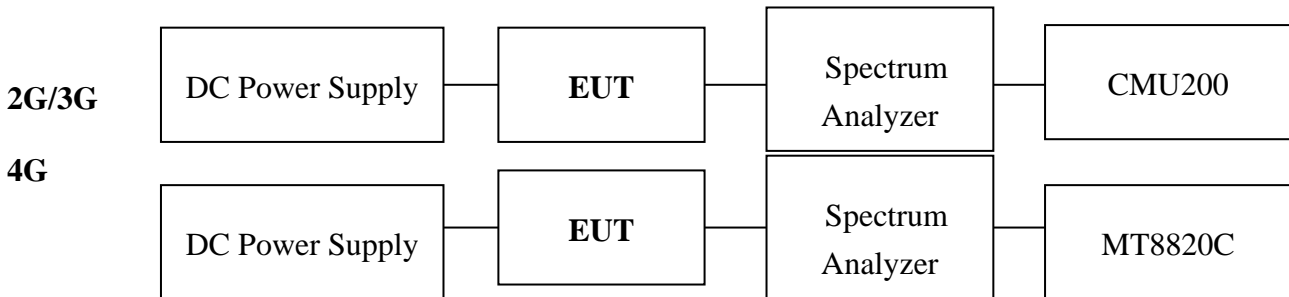 2G/3G
DC Power Supply
EUT
Spectrum
Analyzer
CMU200
4G
DC Power Supply
EUT
Spectrum
Analyzer
MT8820C